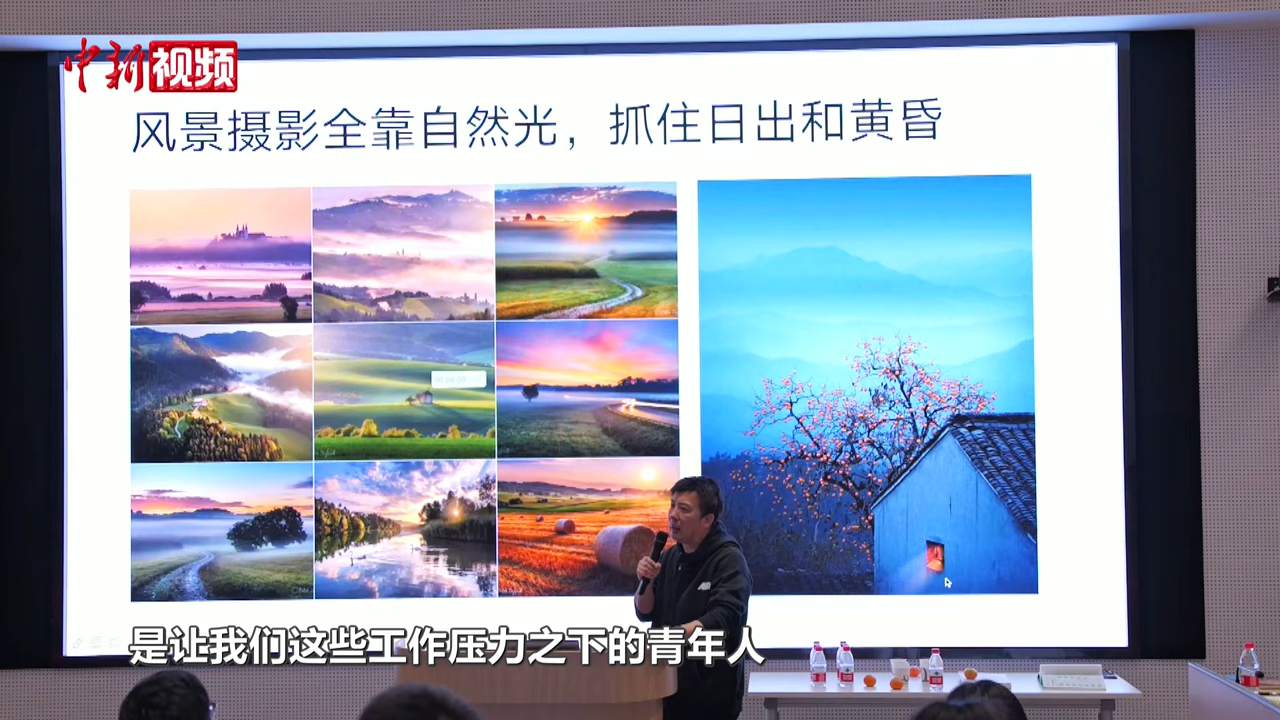 中新视频
风景摄影全靠自然光，抓住日出和黄昏
是让我们这些工作压力之下的青年人